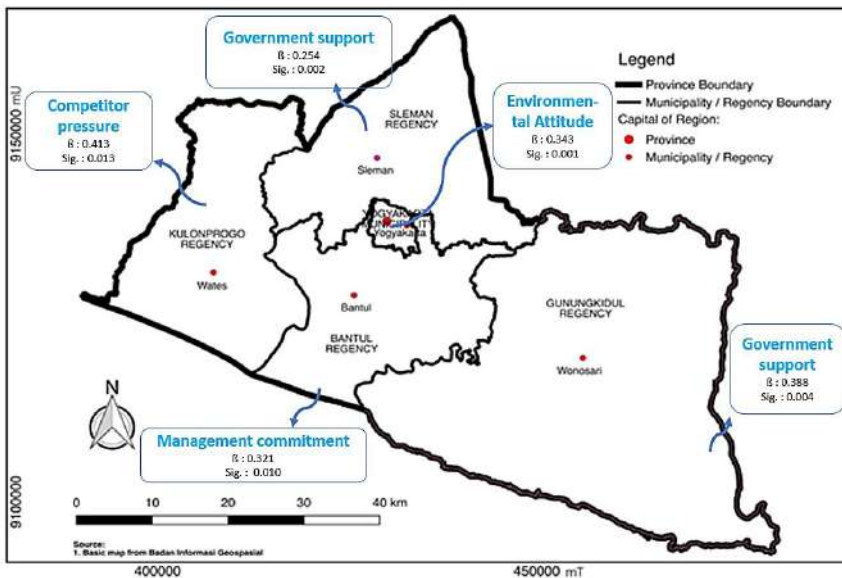 Government support
ß : 0.254
Sig. : 0.002
Competitor
pressure
ß : 0.413
Sig. : 0.013
Environmen-
tal Attitude
ß : 0.343
Sig. : 0.001
Legend
Province Boundary
Municipality / Regency Boundary
Capital of Region:
Province
Municipality / Regency
SLEMAN
REGENCY
Sleman
YOGYAKARTA
MUNICIPALITY
Yogyakarta
KULONPROGO
REGENCY
Wates
Bantul
BANTUL
REGENCY
GUNUNGKIDUL
REGENCY
Wonosari
Government
support
ß : 0.388
Sig. : 0.004
Management commitment
ß : 0.321
Sig. : 0.010
N
0 10 20 30 40 km
Source:
1. Basic map from Badan Informasi Geospasial
9150000 mU
9100000
400000
450000 mT